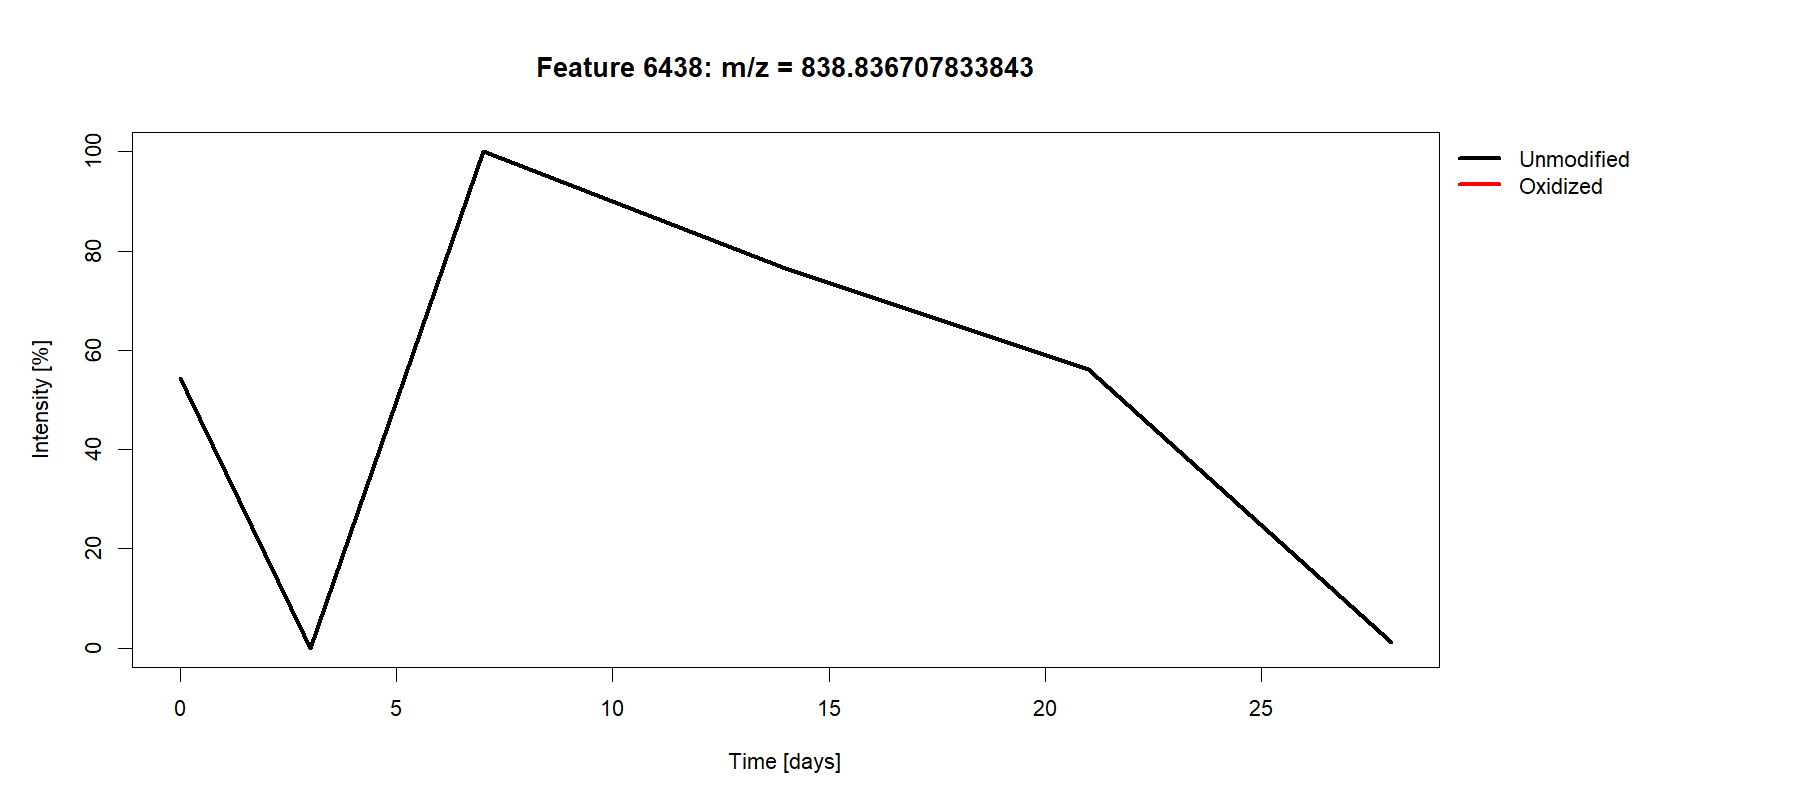 Feature 6438: m/z = 838.836707833843
Unmodified
Oxidized
Intensity [%]
100
80
60
40
20
0
0 5 10 15 20 25
Time [days]